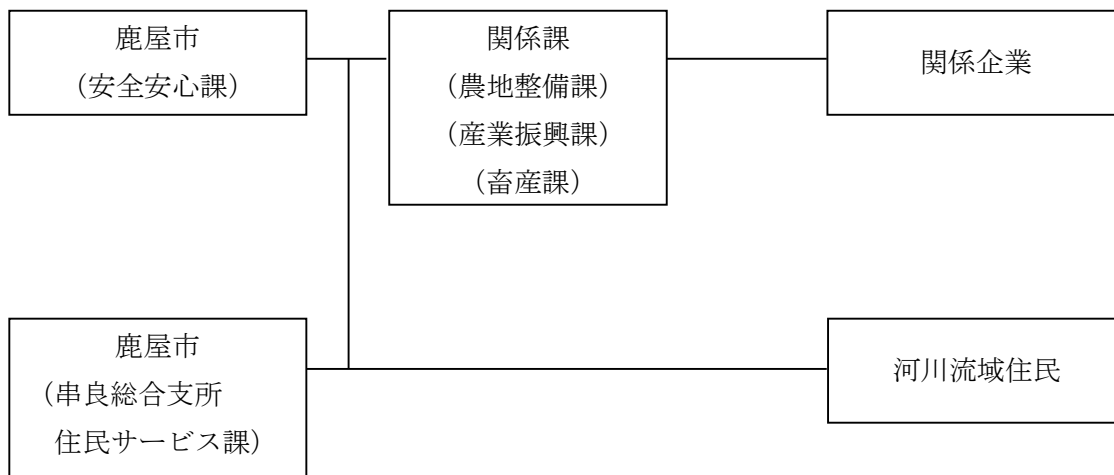 鹿屋市
(安全安心課)
関係課
(農地整備課)
(産業振興課)
(畜産課)
関係企業
鹿屋市
(串良総合支所
住民サービス課)
河川流域住民